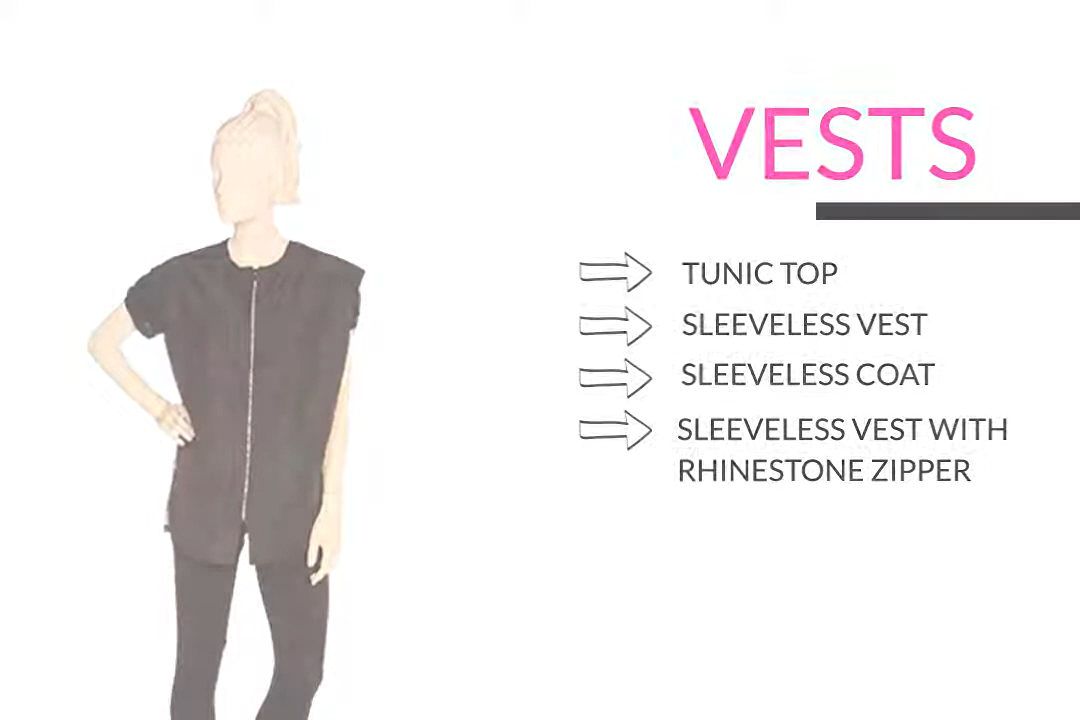 VESTS
TUNIC TOP
SLEEVELESS VEST
SLEEVELESS COAT
SLEEVELESS VEST WITH
RHINESTONE ZIPPER